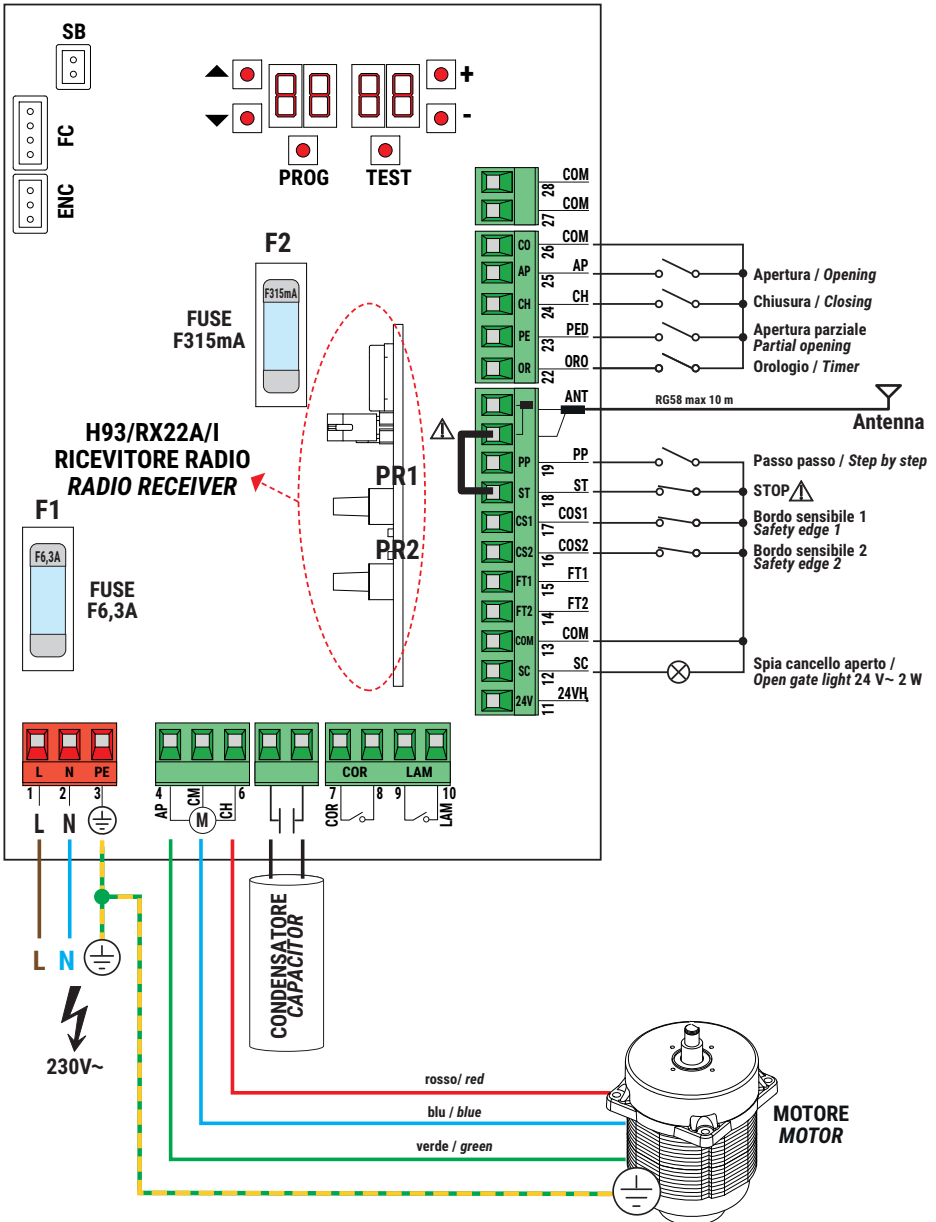 SB
FC
ENC
+
-
PROG
TEST
F2
F315mA
FUSE
F315mA
H93/RX22A/I
RICEVITORE RADIO
RADIO RECEIVER
PR1
PR2
F1
F6,3A
FUSE
F6,3A
28 COM
27 COM
CO 26 COM
AP 25 AP
Apertura / Opening
CH 24 CH
Chiusura / Closing
PE 23 PED
Apertura parziale
Partial opening
OR 22 ORO
Orologio / Timer
ANT
RG58 max 10 m
Antenna
PP 19 PP
Passo passo / Step by step
ST 18 ST
STOP
CS1 17 COS1
Bordo sensibile 1
Safety edge 1
CS2 16 COS2
Bordo sensibile 2
Safety edge 2
FT1 15 FT1
FT2 14 FT2
COM 13 COM
SC 12 SC
Spia cancello aperto /
Open gate light 24 V~ 2 W
24V 11 24VH
L N PE
1 2 3
L N
L N
230V~
4 6
AP CM CH
M
COR LAM
7 8 9 10
COR LAM
CONDENSATORE
CAPACITOR
rosso/ red
blu / blue
verde / green
MOTORE
MOTOR